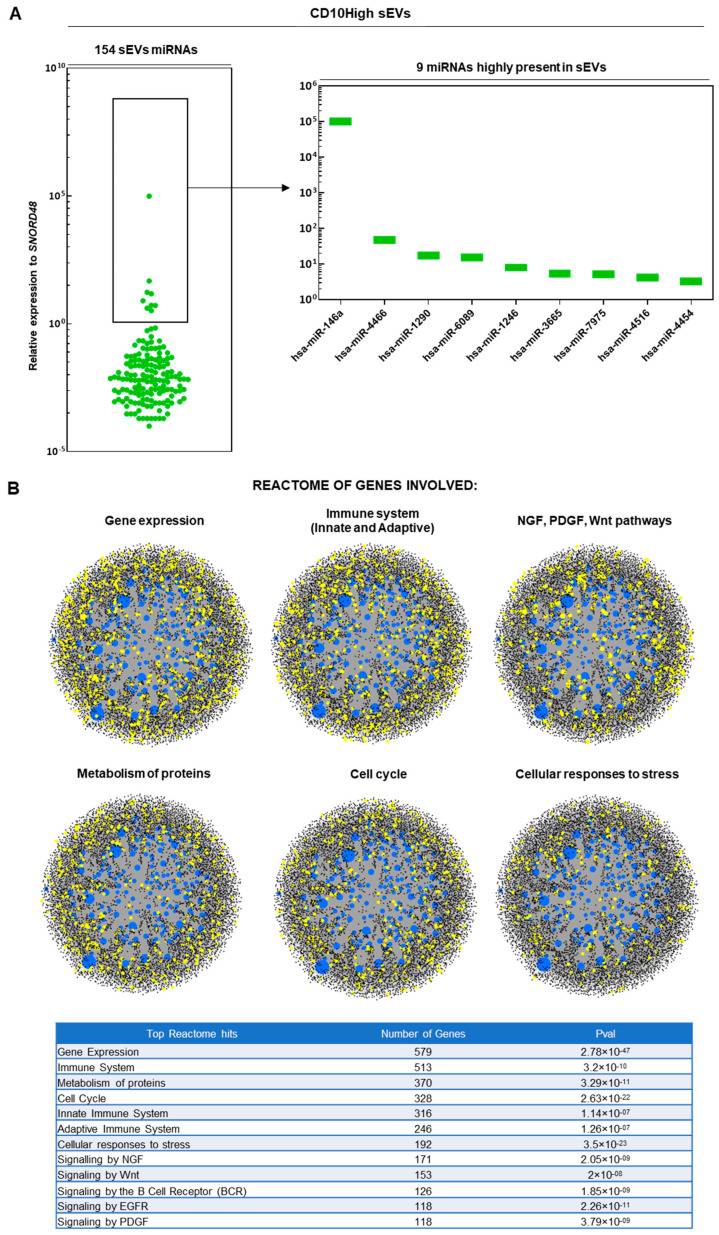 A
CD10High sEVs
154 sEVs miRNAs
9 miRNAs highly present in sEVs
Relative expression to SNORD48
10^10
10^5
10^0
10^-5
10^6
10^5
10^4
10^3
10^2
10^1
10^0
hsa-miR-146a
hsa-miR-4466
hsa-miR-1290
hsa-miR-6089
hsa-miR-1246
hsa-miR-3665
hsa-miR-7975
hsa-miR-4516
hsa-miR-4454
B
REACTOME OF GENES INVOLVED:
Gene expression
Immune system
(Innate and Adaptive)
NGF, PDGF, Wnt pathways
Metabolism of proteins
Cell cycle
Cellular responses to stress
Top Reactome hits Number of Genes Pval
Gene Expression 579 2.78×10^-47
Immune System 513 3.2×10^-10
Metabolism of proteins 370 3.29×10^-11
Cell Cycle 328 2.63×10^-22
Innate Immune System 316 1.14×10^-07
Adaptive Immune System 246 1.26×10^-07
Cellular responses to stress 192 3.5×10^-23
Signalling by NGF 171 2.05×10^-09
Signaling by Wnt 153 2×10^-08
Signaling by the B Cell Receptor (BCR) 126 1.85×10^-09
Signaling by EGFR 118 2.26×10^-11
Signaling by PDGF 118 3.79×10^-09